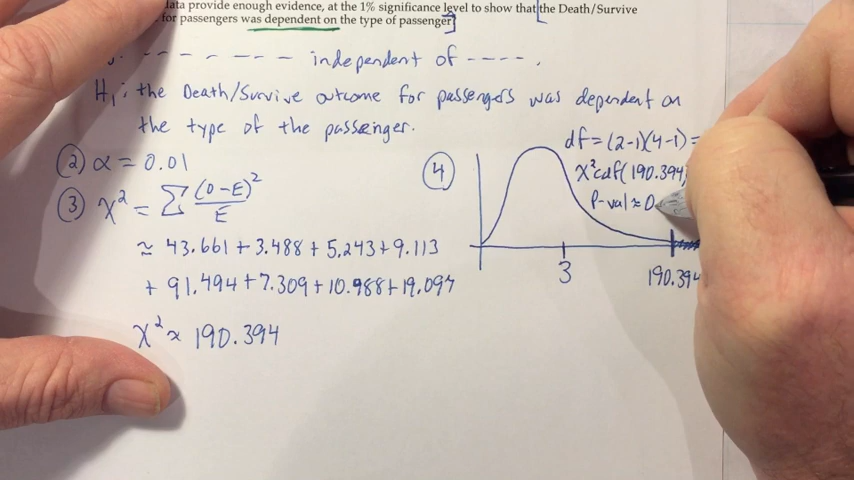 data provide enough evidence, at the 1% significance level to show that [the Death/Survive
for passengers was dependent on the type of passenger]
independent of ----.
H₁: the Death/Survive outcome for passengers was dependent on
the type of the passenger.
② α = 0.01
③ χ² = Σ (O-E)²/E
≈ 43.661 + 3.488 + 5.243 + 9.113
+ 91.494 + 7.309 + 10.988 + 19.097
χ² ≈ 190.394
④
df = (2-1)(4-1) =
χ²cdf(190.394,
P-val ≈ 0
3
190.394